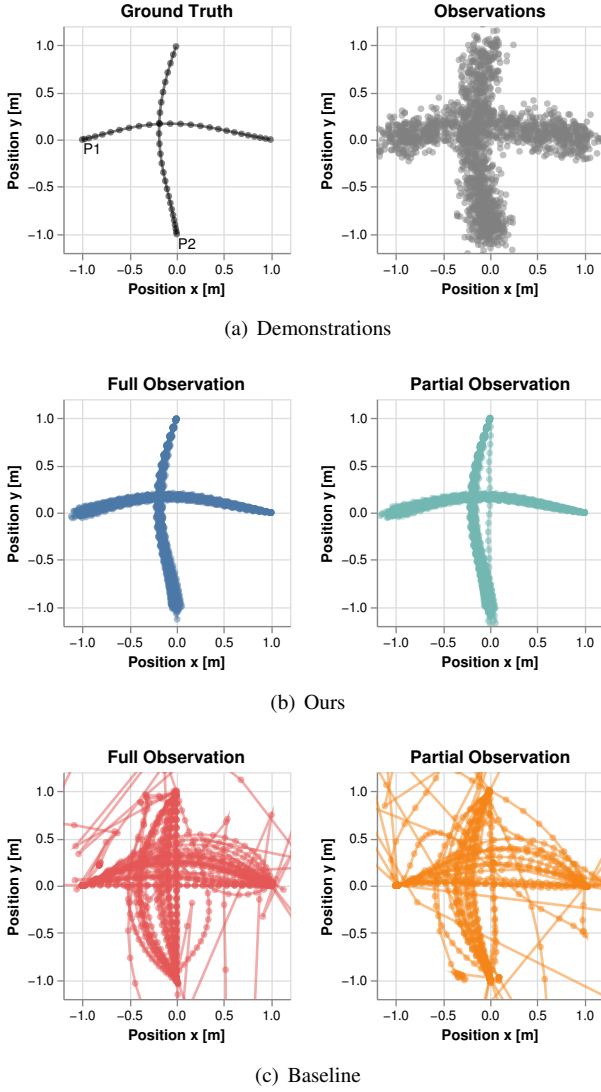 Ground Truth
Observations
Position y [m]
1.0
0.5
0.0
−0.5
−1.0
P1
P2
−1.0 −0.5 0.0 0.5 1.0
Position x [m]
Position y [m]
1.0
0.5
0.0
−0.5
−1.0
−1.0 −0.5 0.0 0.5 1.0
Position x [m]
(a) Demonstrations
Full Observation
Partial Observation
Position y [m]
1.0
0.5
0.0
−0.5
−1.0
−1.0 −0.5 0.0 0.5 1.0
Position x [m]
Position y [m]
1.0
0.5
0.0
−0.5
−1.0
−1.0 −0.5 0.0 0.5 1.0
Position x [m]
(b) Ours
Full Observation
Partial Observation
Position y [m]
1.0
0.5
0.0
−0.5
−1.0
−1.0 −0.5 0.0 0.5 1.0
Position x [m]
Position y [m]
1.0
0.5
0.0
−0.5
−1.0
−1.0 −0.5 0.0 0.5 1.0
Position x [m]
(c) Baseline